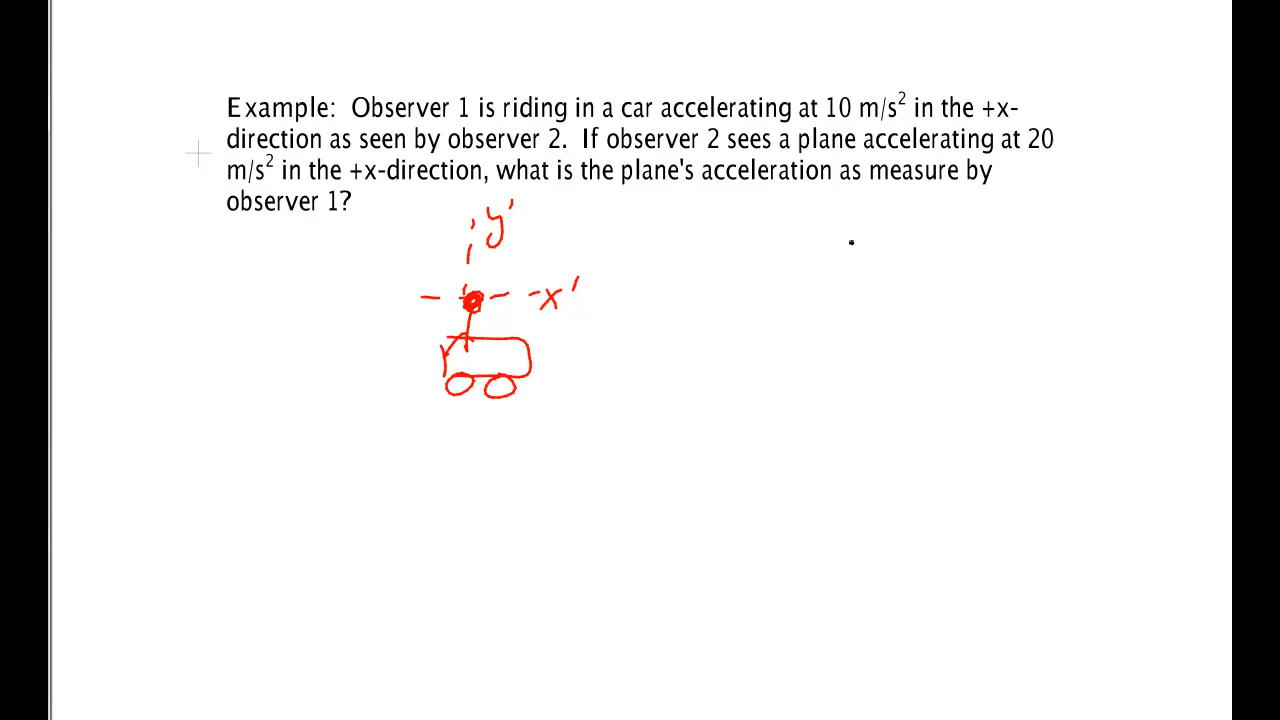 Example: Observer 1 is riding in a car accelerating at 10 m/s² in the +x-
direction as seen by observer 2. If observer 2 sees a plane accelerating at 20
m/s² in the +x-direction, what is the plane's acceleration as measure by
observer 1?
y'
x'